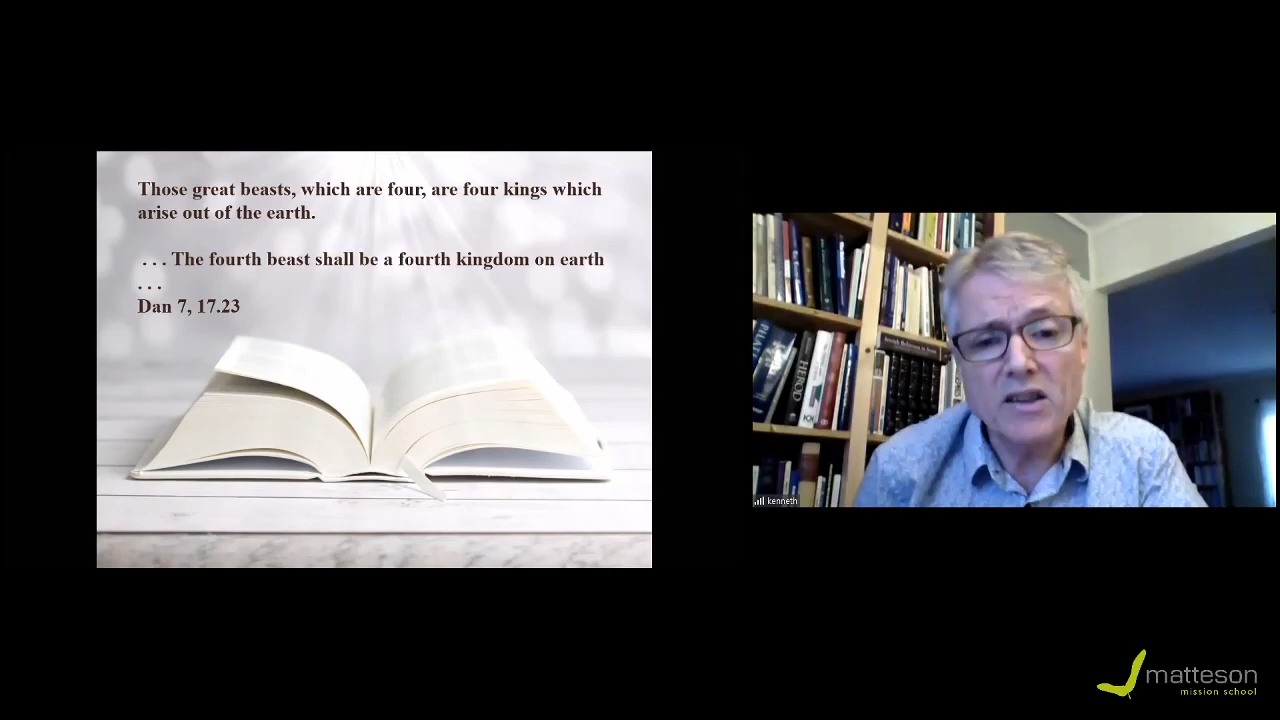 Those great beasts, which are four, are four kings which
arise out of the earth.
. . . The fourth beast shall be a fourth kingdom on earth
. . .
Dan 7, 17.23
HEROD
kenneth
matteson
mission school